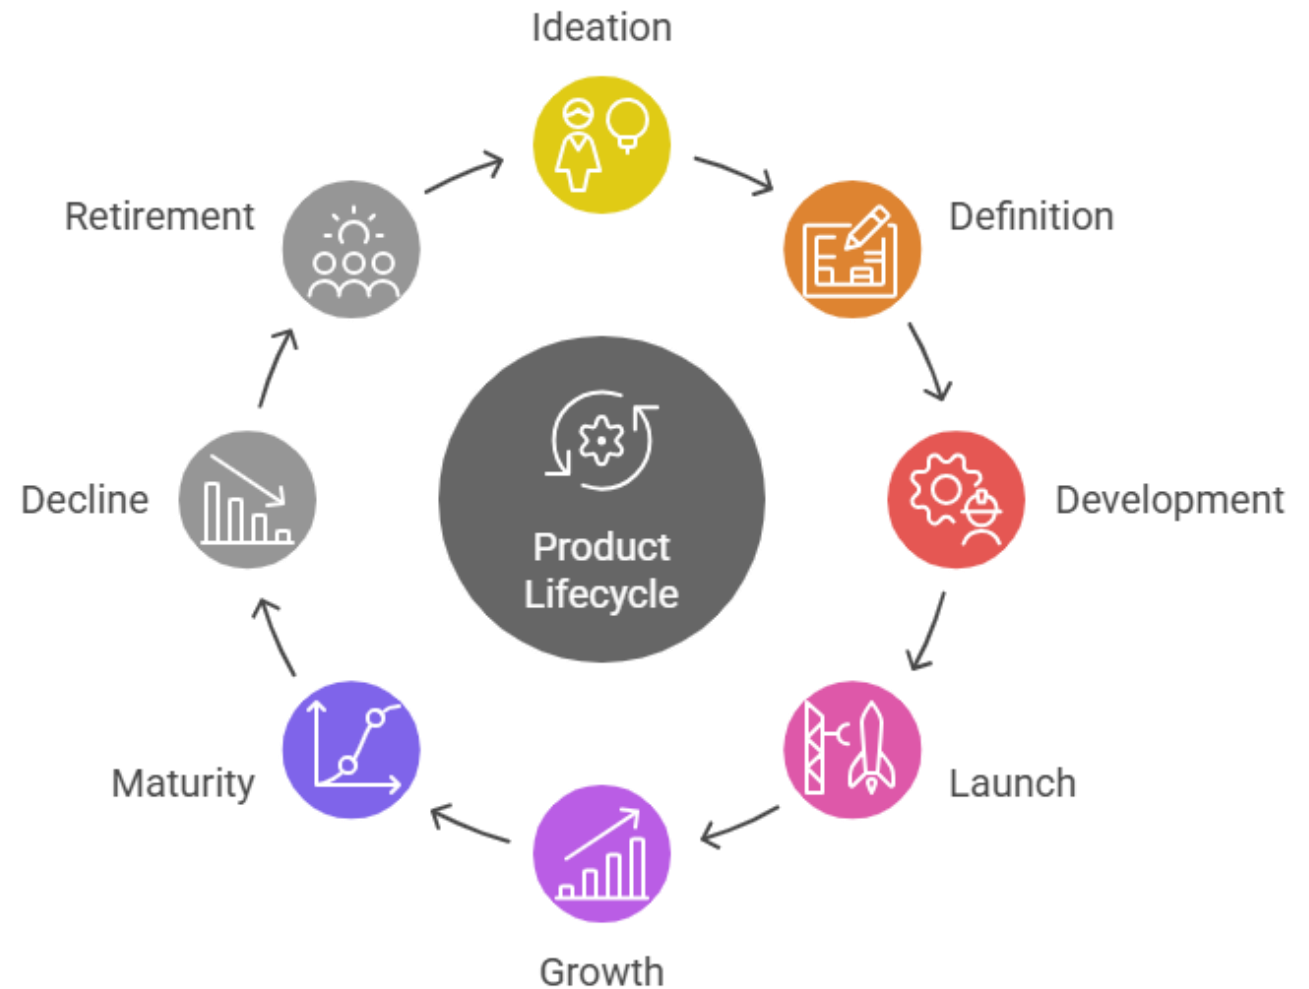 Ideation
Definition
Development
Launch
Growth
Maturity
Decline
Retirement
Product
Lifecycle